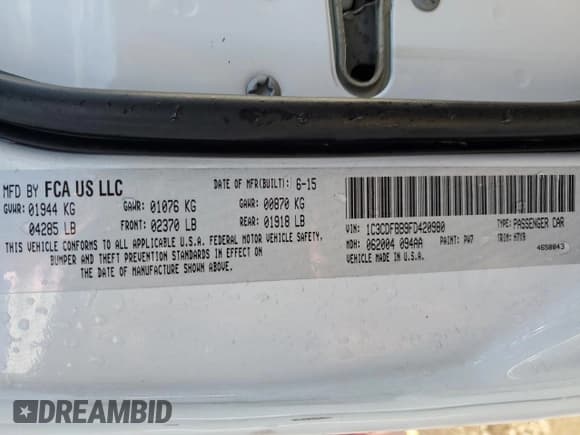 MFD BY FCA US LLC
DATE OF MFR(BUILT): 6-15
GVWR: 01944 KG
GAWR: 01076 KG
GAWR: 00870 KG
04285 LB
FRONT: 02370 LB
REAR: 01918 LB
THIS VEHICLE CONFORMS TO ALL APPLICABLE U.S.A. FEDERAL MOTOR VEHICLE SAFETY,
BUMPER AND THEFT PREVENTION STANDARDS IN EFFECT ON
THE DATE OF MANUFACTURE SHOWN ABOVE.
VIN: 1C3CDFBB9FD420980
TYPE: PASSENGER CAR
MDH: 062004 094AA
PAINT: PW7
TRIM: H7X9
VEHICLE MADE IN U.S.A.
4658043
DREAMBID